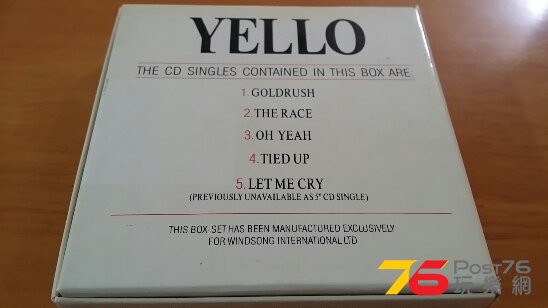 YELLO
THE CD SINGLES CONTAINED IN THIS BOX ARE:
1. GOLDRUSH
2. THE RACE
3. OH YEAH
4. TIED UP
5. LET ME CRY
(PREVIOUSLY UNAVAILABLE AS 5" CD SINGLE)
THIS BOX-SET HAS BEEN MANUFACTURED EXCLUSIVELY
FOR WINDSONG INTERNATIONAL LTD
76 POST76
玩樂網